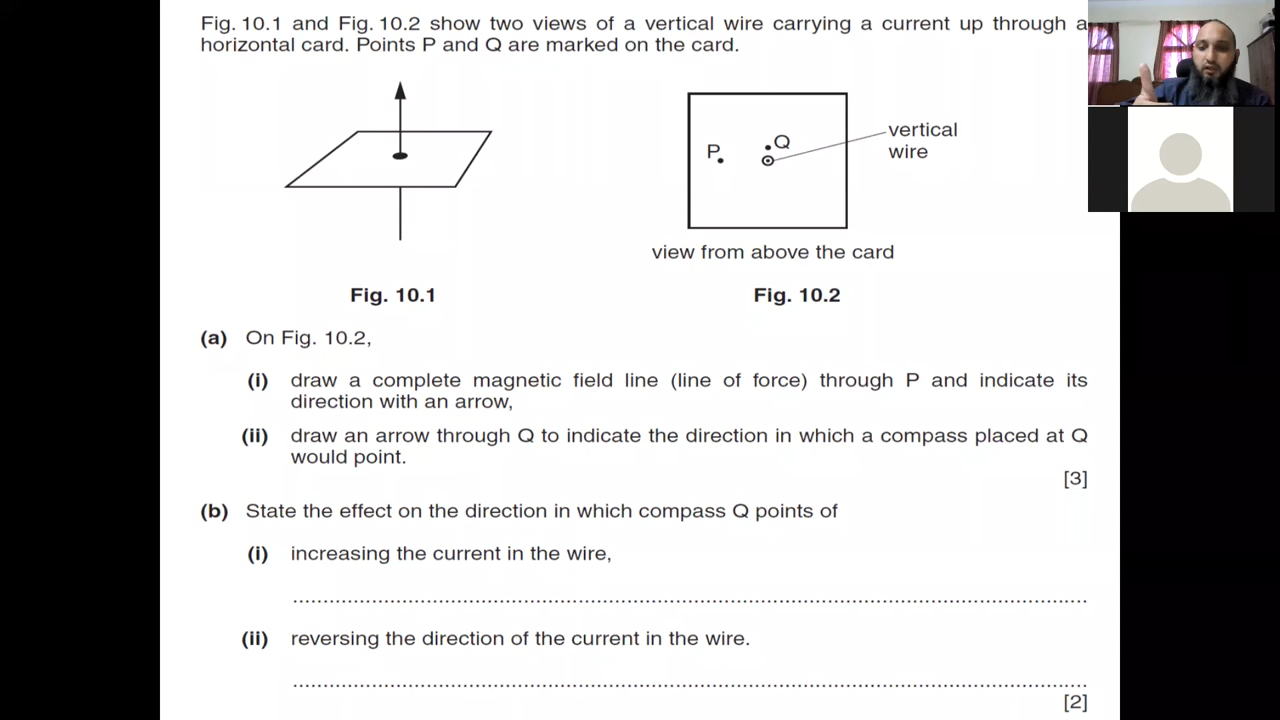 Fig. 10.1 and Fig. 10.2 show two views of a vertical wire carrying a current up through a
horizontal card. Points P and Q are marked on the card.
P
Q
vertical
wire
view from above the card
Fig. 10.1
Fig. 10.2
(a) On Fig. 10.2,
(i) draw a complete magnetic field line (line of force) through P and indicate its
direction with an arrow,
(ii) draw an arrow through Q to indicate the direction in which a compass placed at Q
would point.
[3]
(b) State the effect on the direction in which compass Q points of
(i) increasing the current in the wire,
....................................................................................................................................
(ii) reversing the direction of the current in the wire.
....................................................................................................................................
[2]